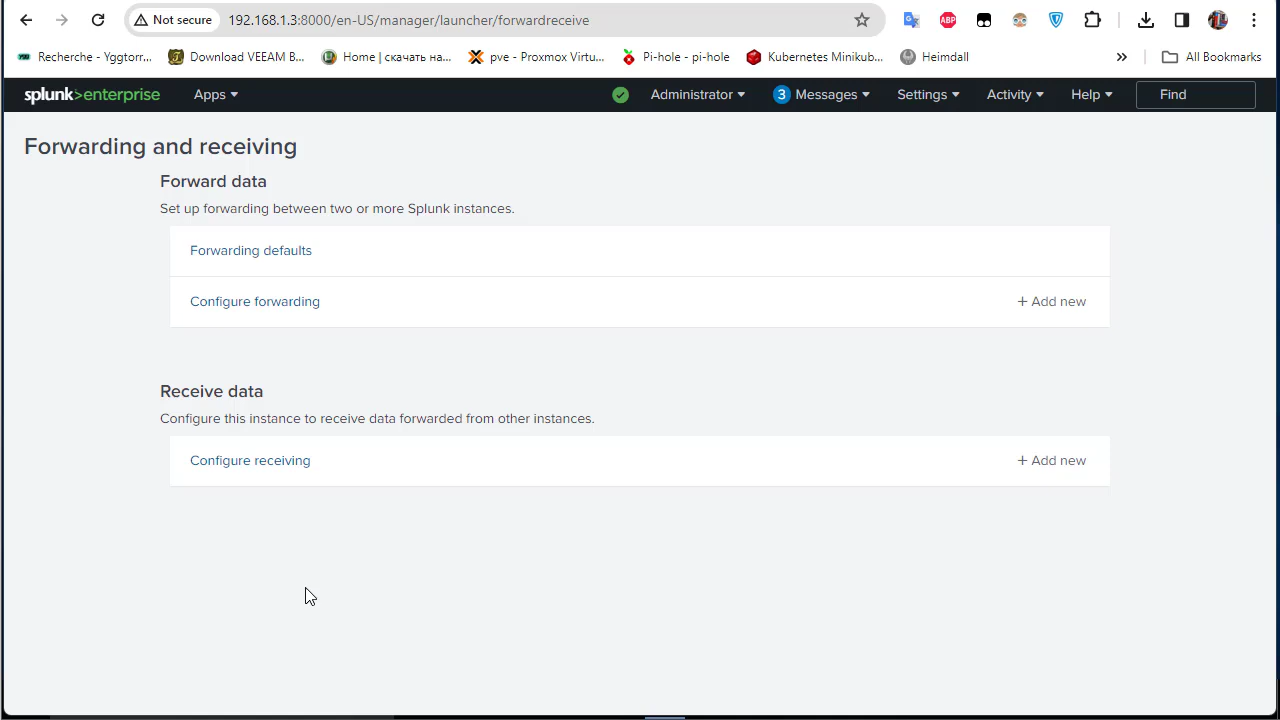 Not secure 192.168.1.3:8000/en-US/manager/launcher/forwardreceive
Recherche - Yggtorr... Download VEEAM B... Home | скачать на... pve - Proxmox Virtu... Pi-hole - pi-hole Kubernetes Minikub... Heimdall » All Bookmarks
splunk>enterprise Apps Administrator 3 Messages Settings Activity Help Find
Forwarding and receiving
Forward data
Set up forwarding between two or more Splunk instances.
Forwarding defaults
Configure forwarding + Add new
Receive data
Configure this instance to receive data forwarded from other instances.
Configure receiving + Add new